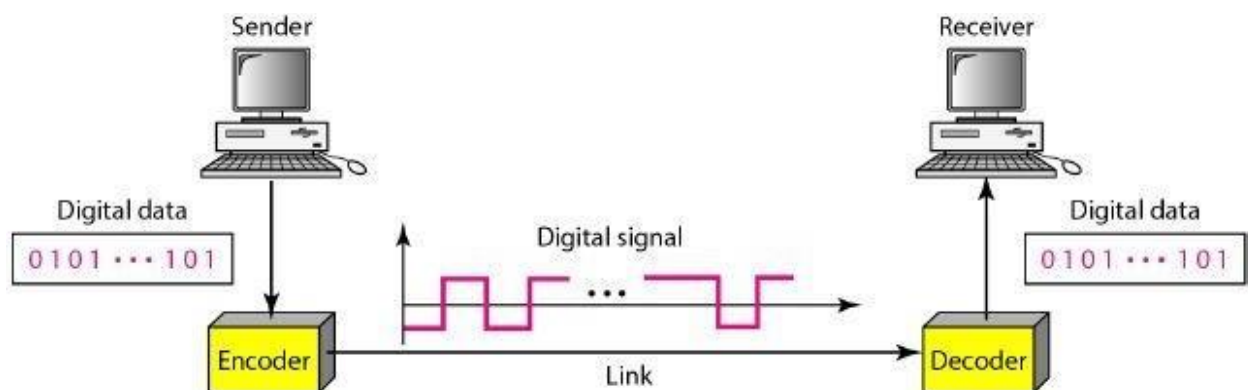 Sender
Receiver
Digital data
0101 ••• 101
Digital signal
•••
Digital data
0101 ••• 101
Encoder
Link
Decoder